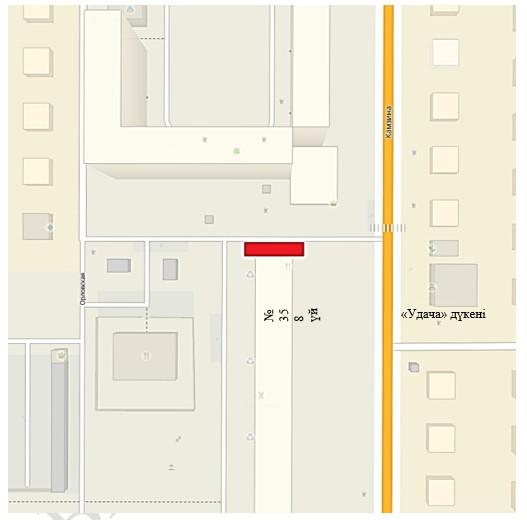 Камзина
Орловская
№
35
8
үй
«Удача» дүкені